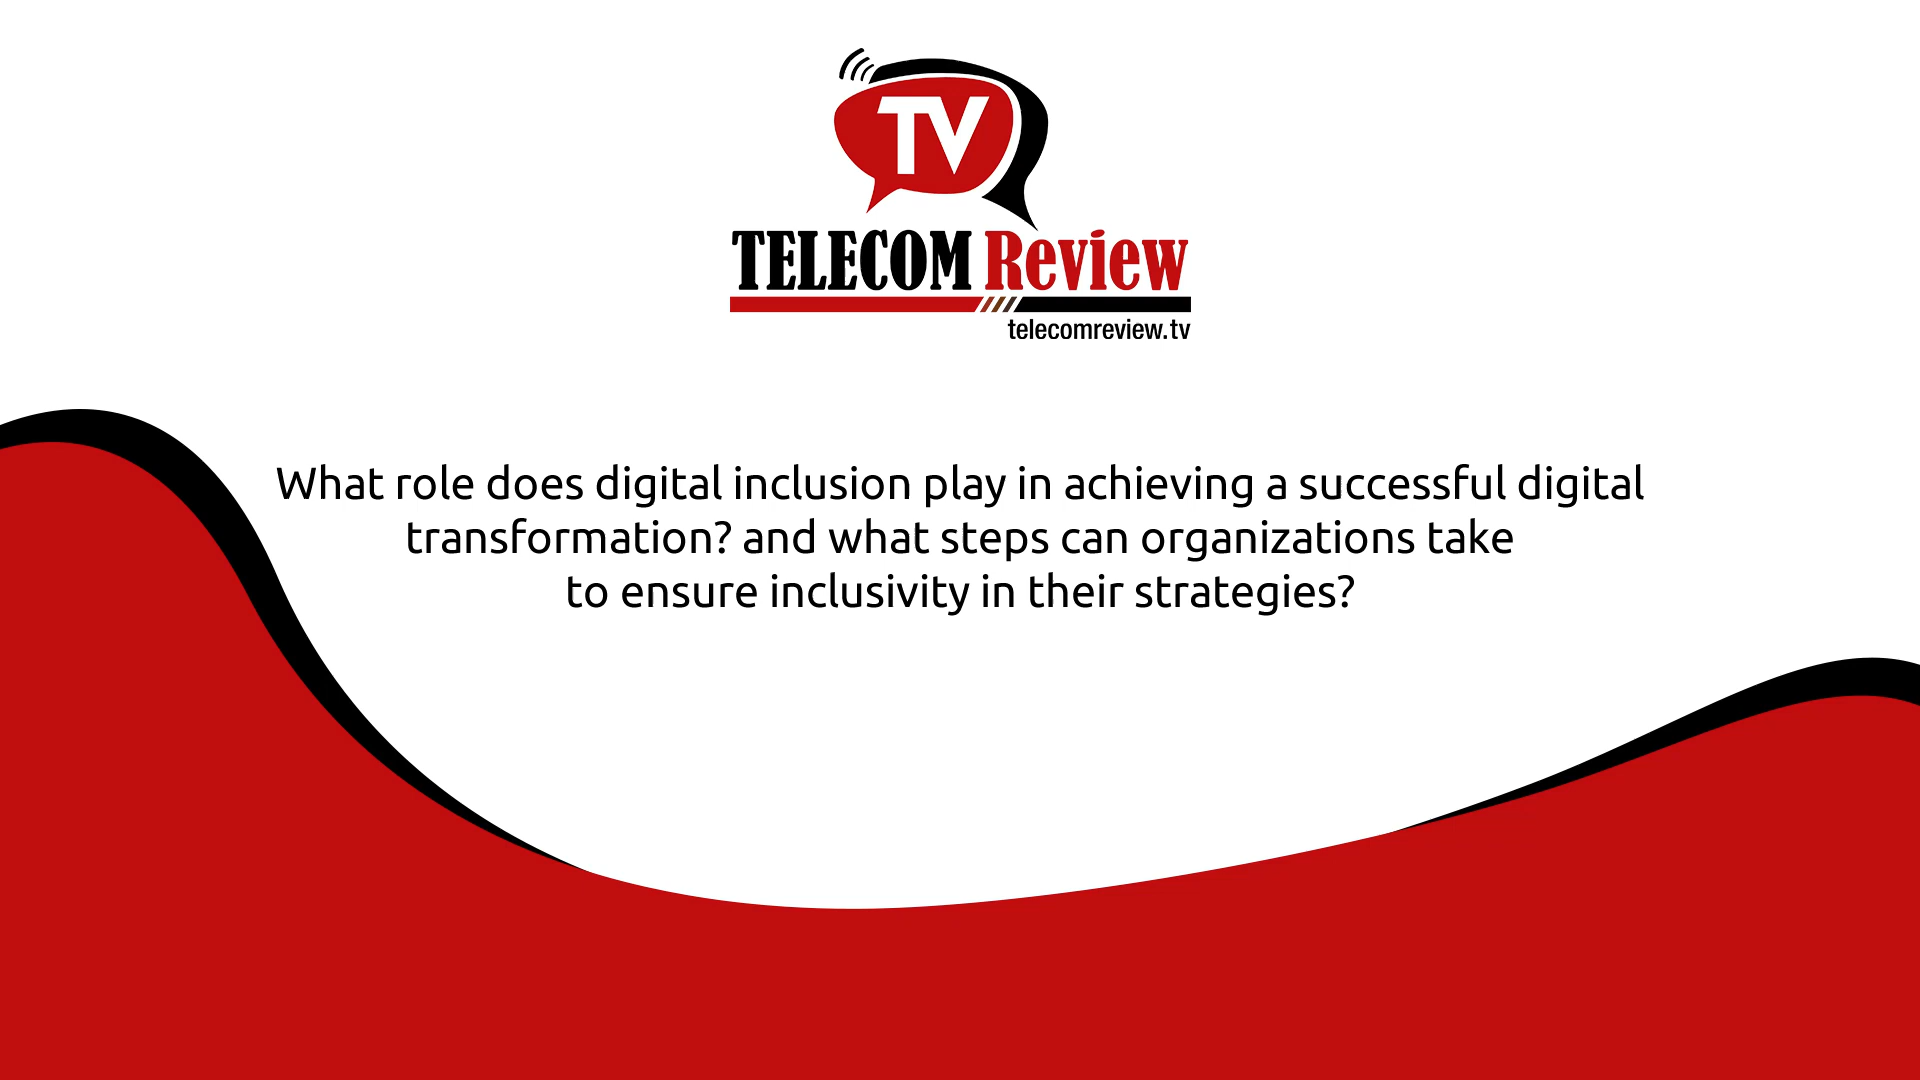 TV
TELECOM Review
telecomreview.tv
What role does digital inclusion play in achieving a successful digital
transformation? and what steps can organizations take
to ensure inclusivity in their strategies?